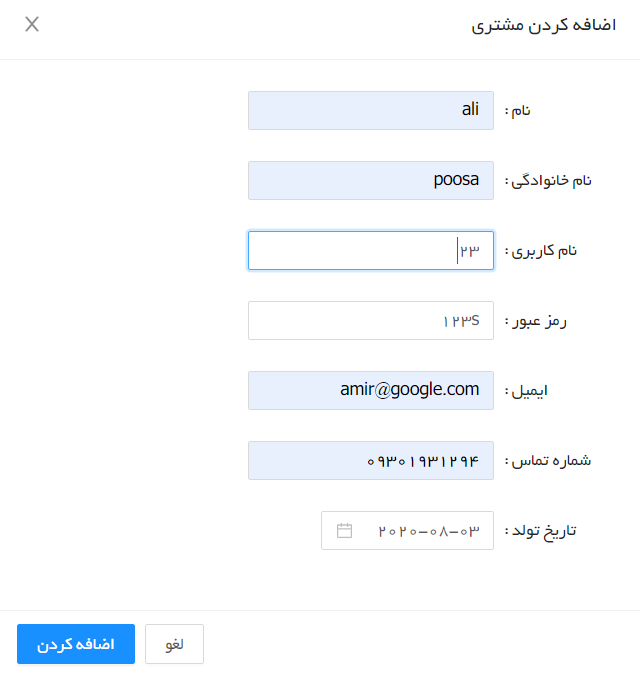 اضافه کردن مشتری
نام : ali
نام خانوادگی : poosa
نام کاربری : ۲۳
رمز عبور : ۱۲۳S
ایمیل : amir@google.com
شماره تماس : ۰۹۳۰۱۹۳۱۲۹۴
تاریخ تولد : ۲۰۲۰-۰۸-۰۳
لغو اضافه کردن